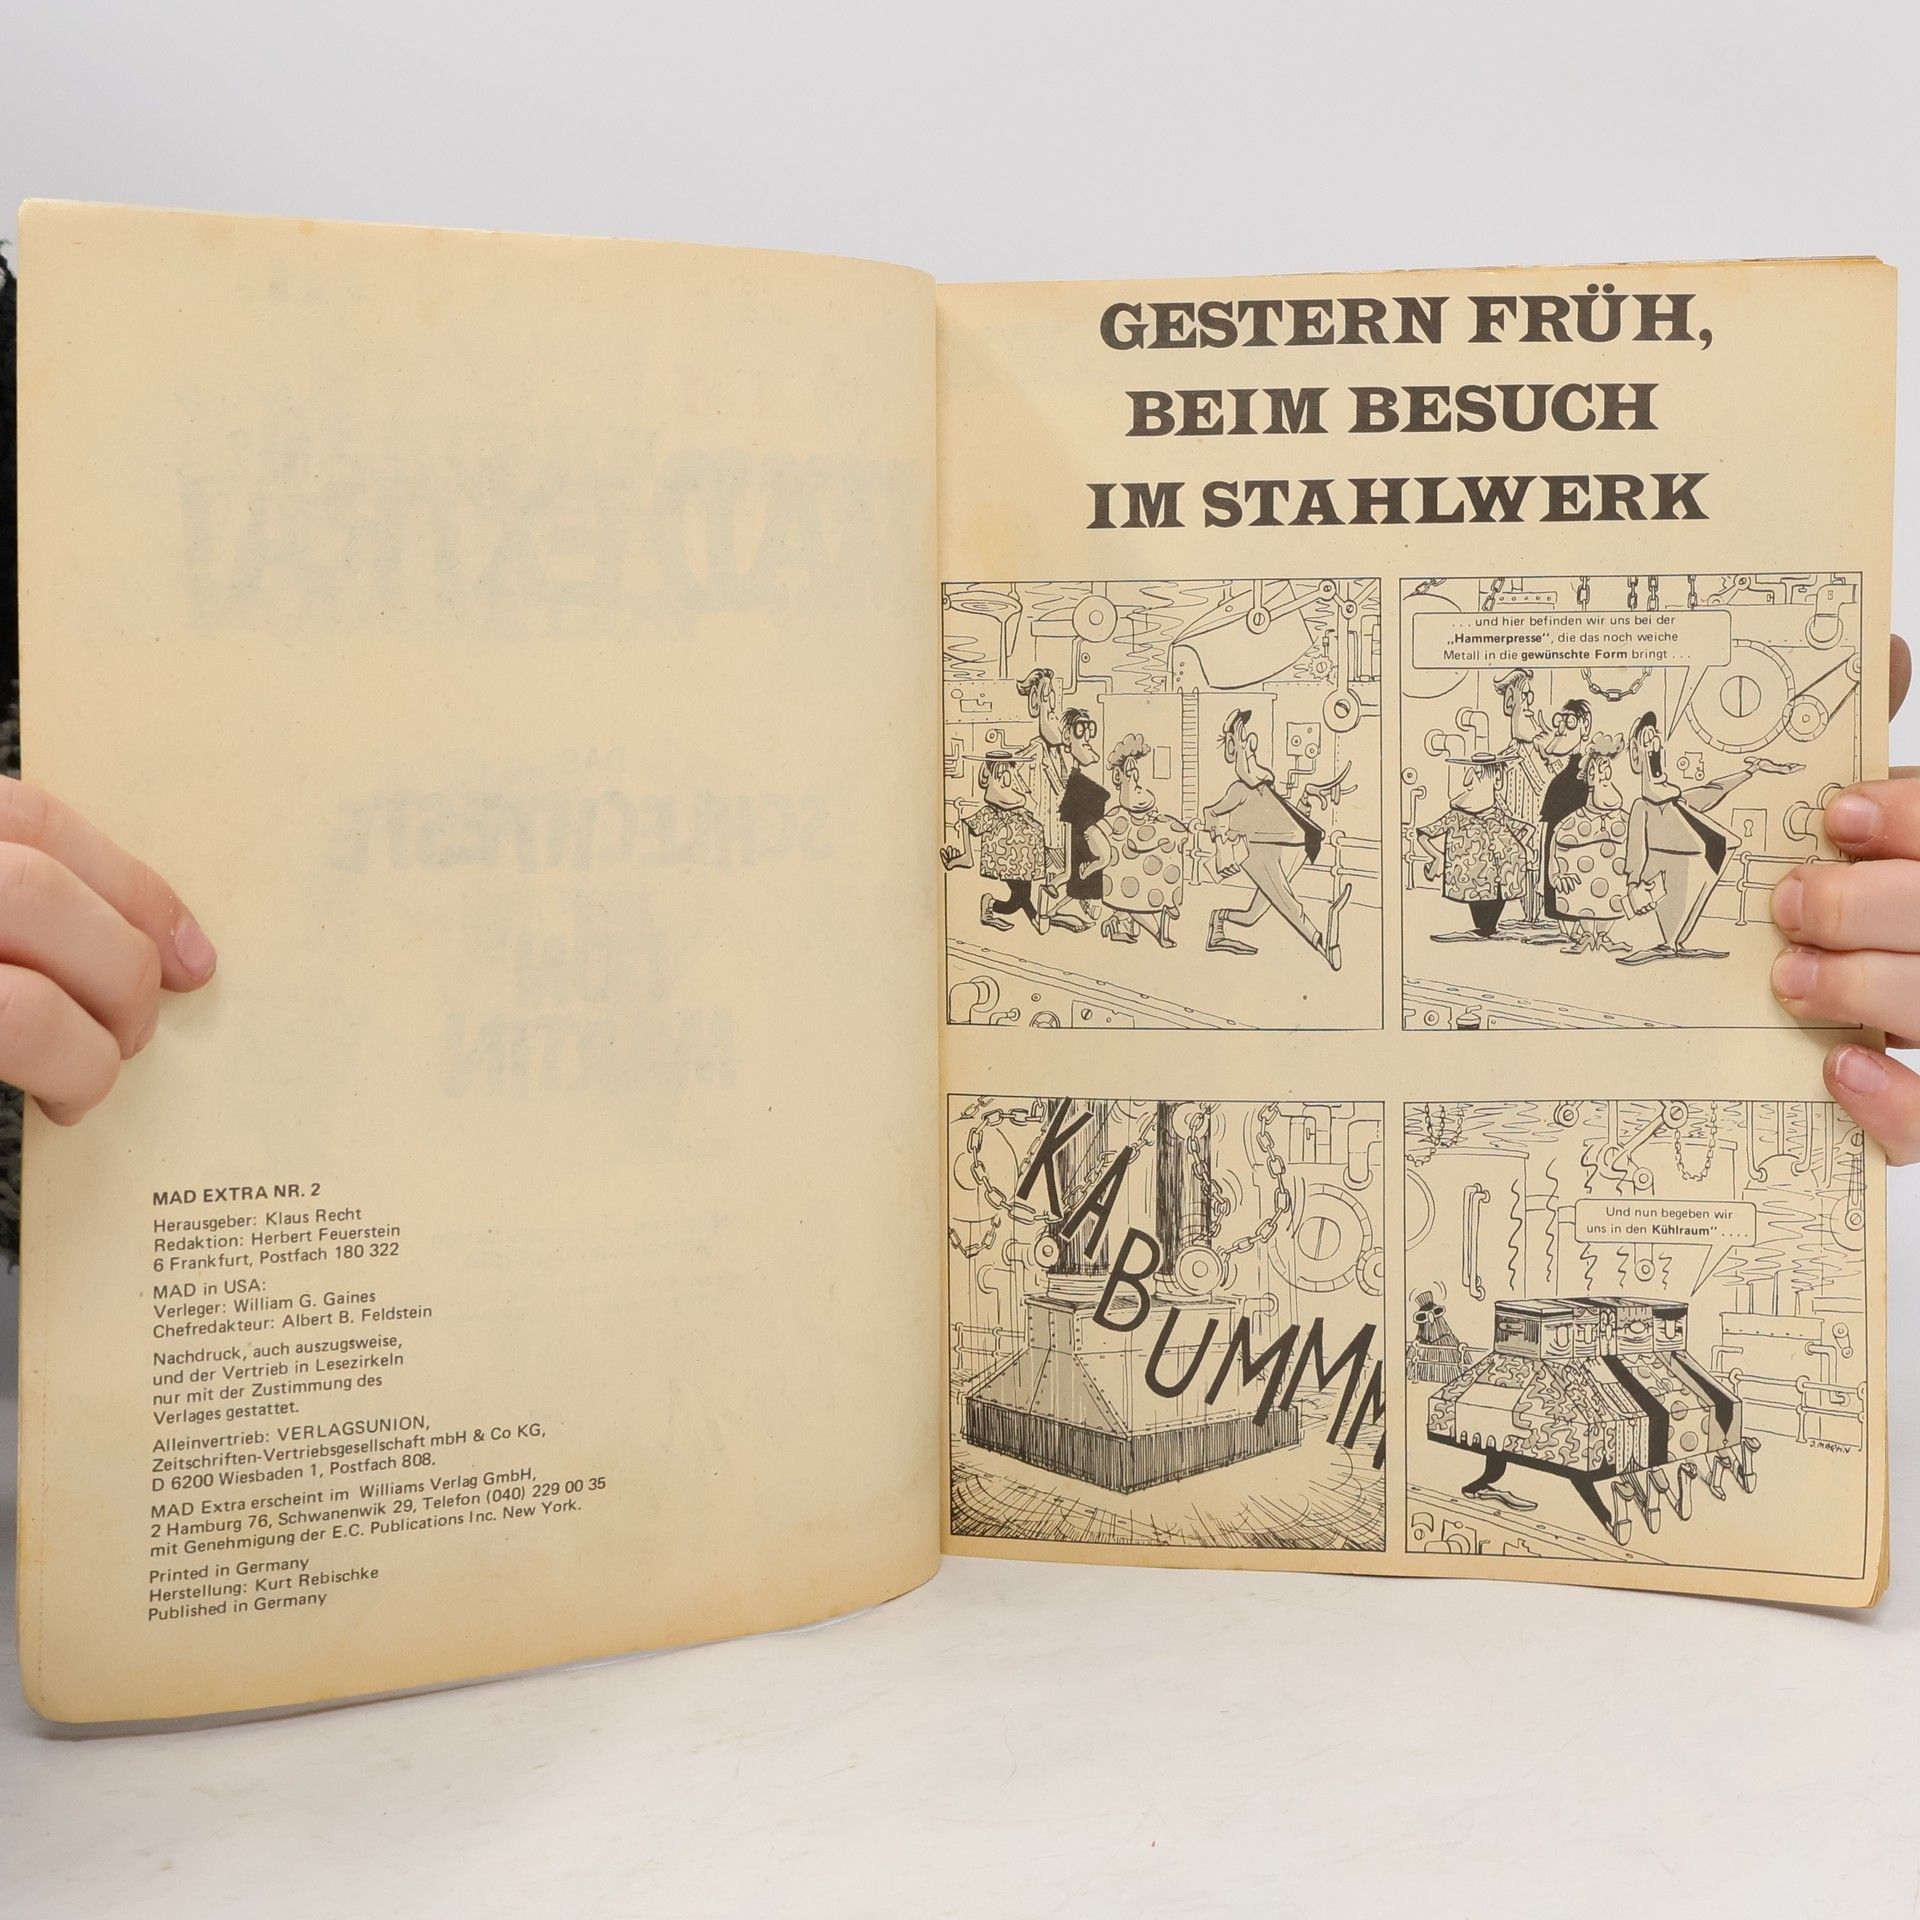 MAD EXTRA NR. 2
Herausgeber: Klaus Recht
Redaktion: Herbert Feuerstein
6 Frankfurt, Postfach 180 322
MAD in USA:
Verleger: William G. Gaines
Chefredakteur: Albert B. Feldstein
Nachdruck, auch auszugsweise,
und der Vertrieb in Lesezirkeln
nur mit der Zustimmung des
Verlages gestattet.
Alleinvertrieb: VERLAGSUNION,
Zeitschriften-Vertriebsgesellschaft mbH & Co KG,
D 6200 Wiesbaden 1, Postfach 808.
MAD Extra erscheint im Williams Verlag GmbH,
2 Hamburg 76, Schwanenwik 29, Telefon (040) 229 00 35
mit Genehmigung der E.C. Publications Inc. New York.
Printed in Germany
Herstellung: Kurt Rebischke
Published in Germany
GESTERN FRÜH,
BEIM BESUCH
IM STAHLWERK
. . . und hier befinden wir uns bei der
„Hammerpresse“, die das noch weiche
Metall in die gewünschte Form bringt . . .
KABUMMM
Und nun begeben wir
uns in den Kühlraum“ . . . .
D.MARTIN